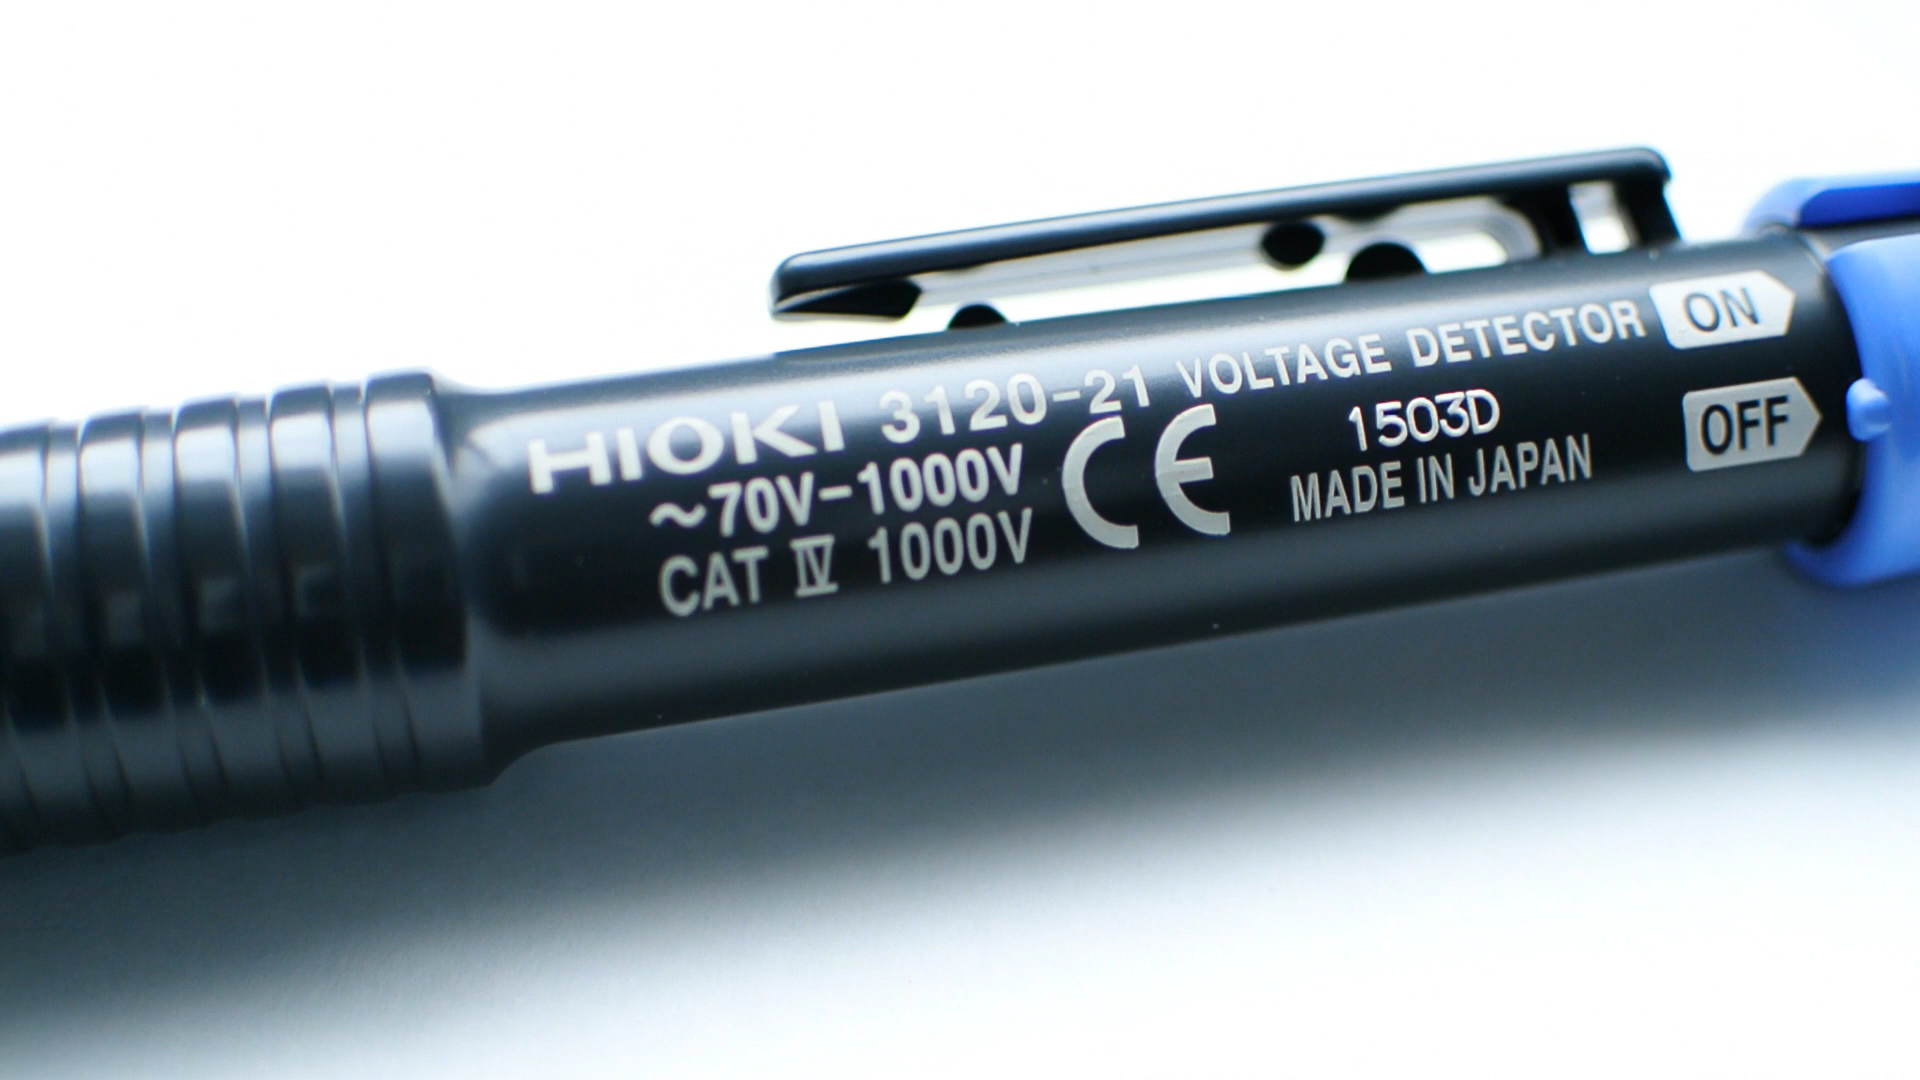 HIOKI 3120-21 VOLTAGE DETECTOR
~70V-1000V
CAT Ⅳ 1000V
CE
1503D
MADE IN JAPAN
ON
OFF